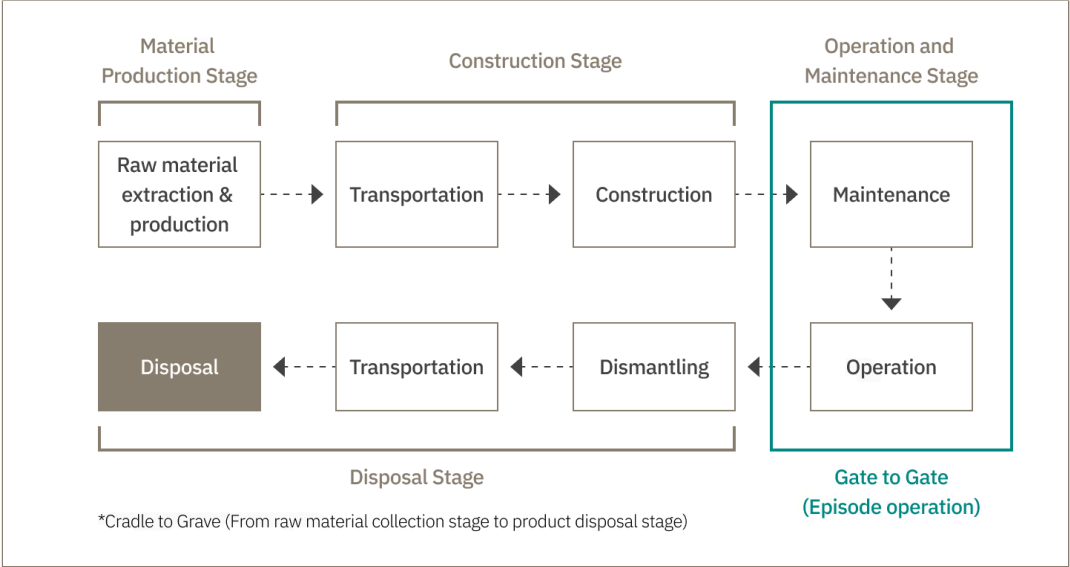 Material
Production Stage
Construction Stage
Operation and
Maintenance Stage
Raw material
extraction &
production
Transportation
Construction
Maintenance
Disposal
Transportation
Dismantling
Operation
Disposal Stage
Gate to Gate
(Episode operation)
*Cradle to Grave (From raw material collection stage to product disposal stage)